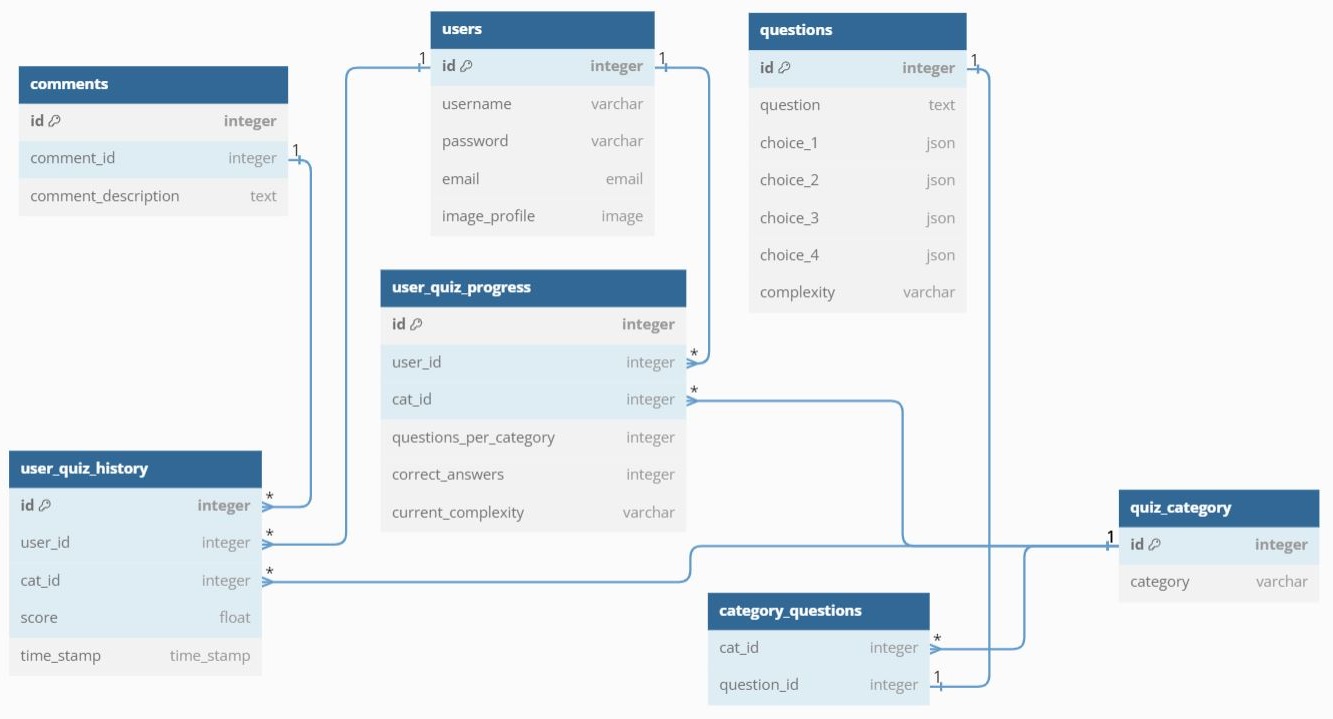 comments
id integer
comment_id integer
comment_description text
1
users
1 id integer 1
username varchar
password varchar
email email
image_profile image
questions
id integer 1
question text
choice_1 json
choice_2 json
choice_3 json
choice_4 json
complexity varchar
user_quiz_progress
id integer
user_id integer *
cat_id integer *
questions_per_category integer
correct_answers integer
current_complexity varchar
user_quiz_history
id integer *
user_id integer *
cat_id integer *
score float
time_stamp time_stamp
quiz_category
1 id integer
category varchar
category_questions
cat_id integer *
question_id integer 1